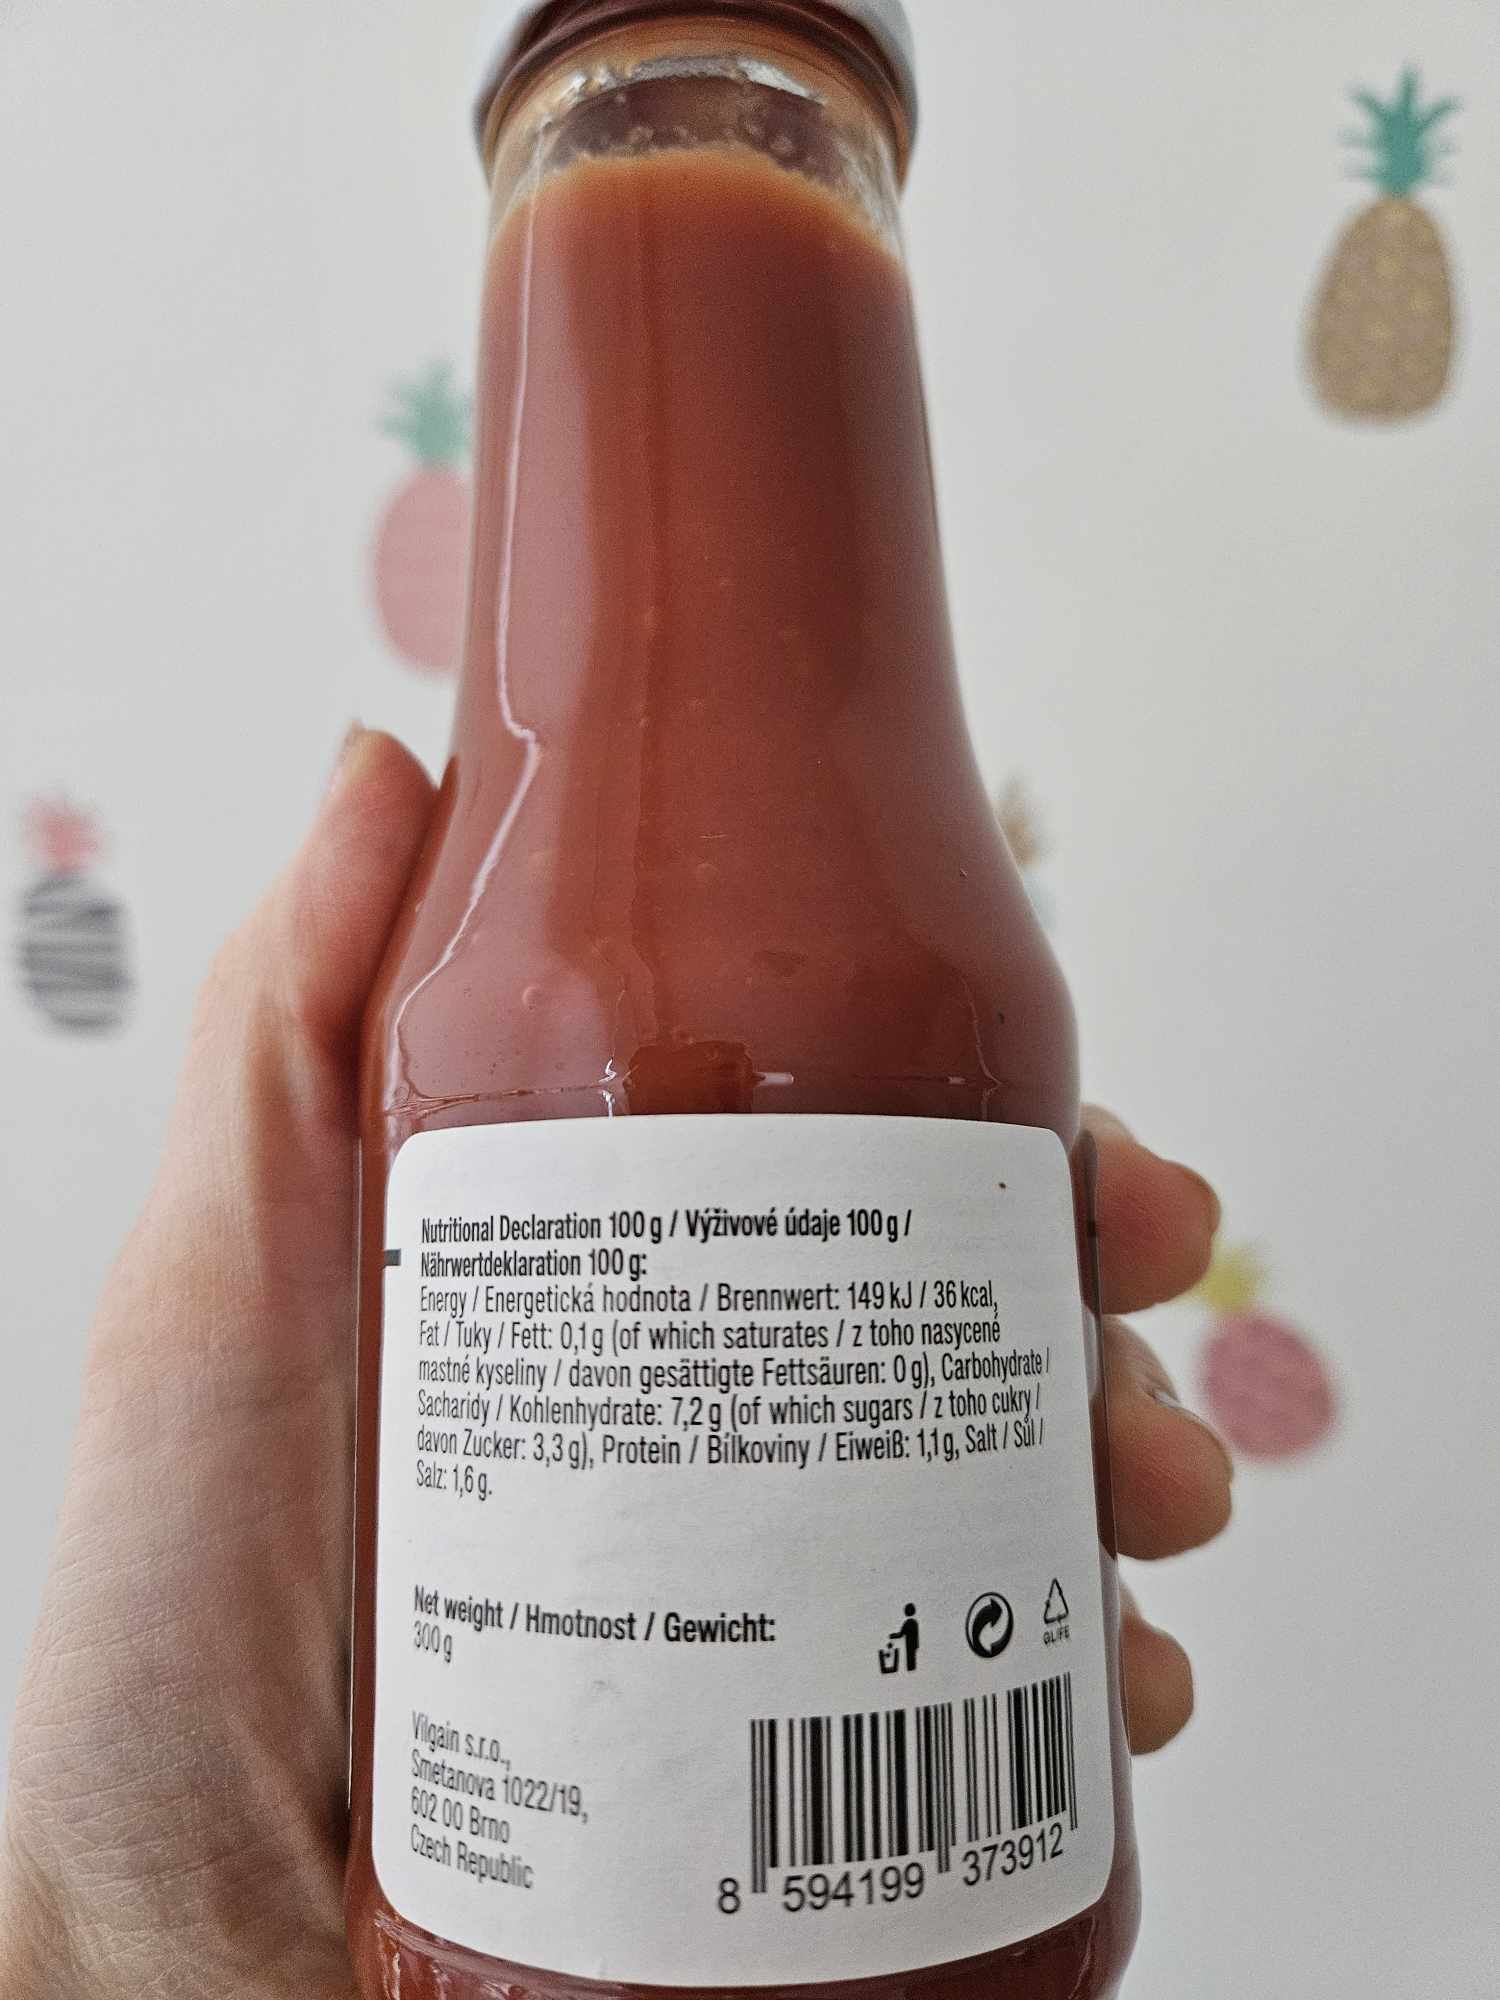 Nutritional Declaration 100 g / Výživové údaje 100 g /
Nährwertdeklaration 100 g:
Energy / Energetická hodnota / Brennwert: 149 kJ / 36 kcal,
Fat / Tuky / Fett: 0,1 g (of which saturates / z toho nasycené
mastné kyseliny / davon gesättigte Fettsäuren: 0 g), Carbohydrate /
Sacharidy / Kohlenhydrate: 7,2 g (of which sugars / z toho cukry /
davon Zucker: 3,3 g), Protein / Bílkoviny / Eiweiß: 1,1 g, Salt / Sůl /
Salz: 1,6 g.
Net weight / Hmotnost / Gewicht:
300 g
GL/FE
Vilgain s.r.o.,
Smetanova 1022/19,
602 00 Brno
Czech Republic
8 594199 373912